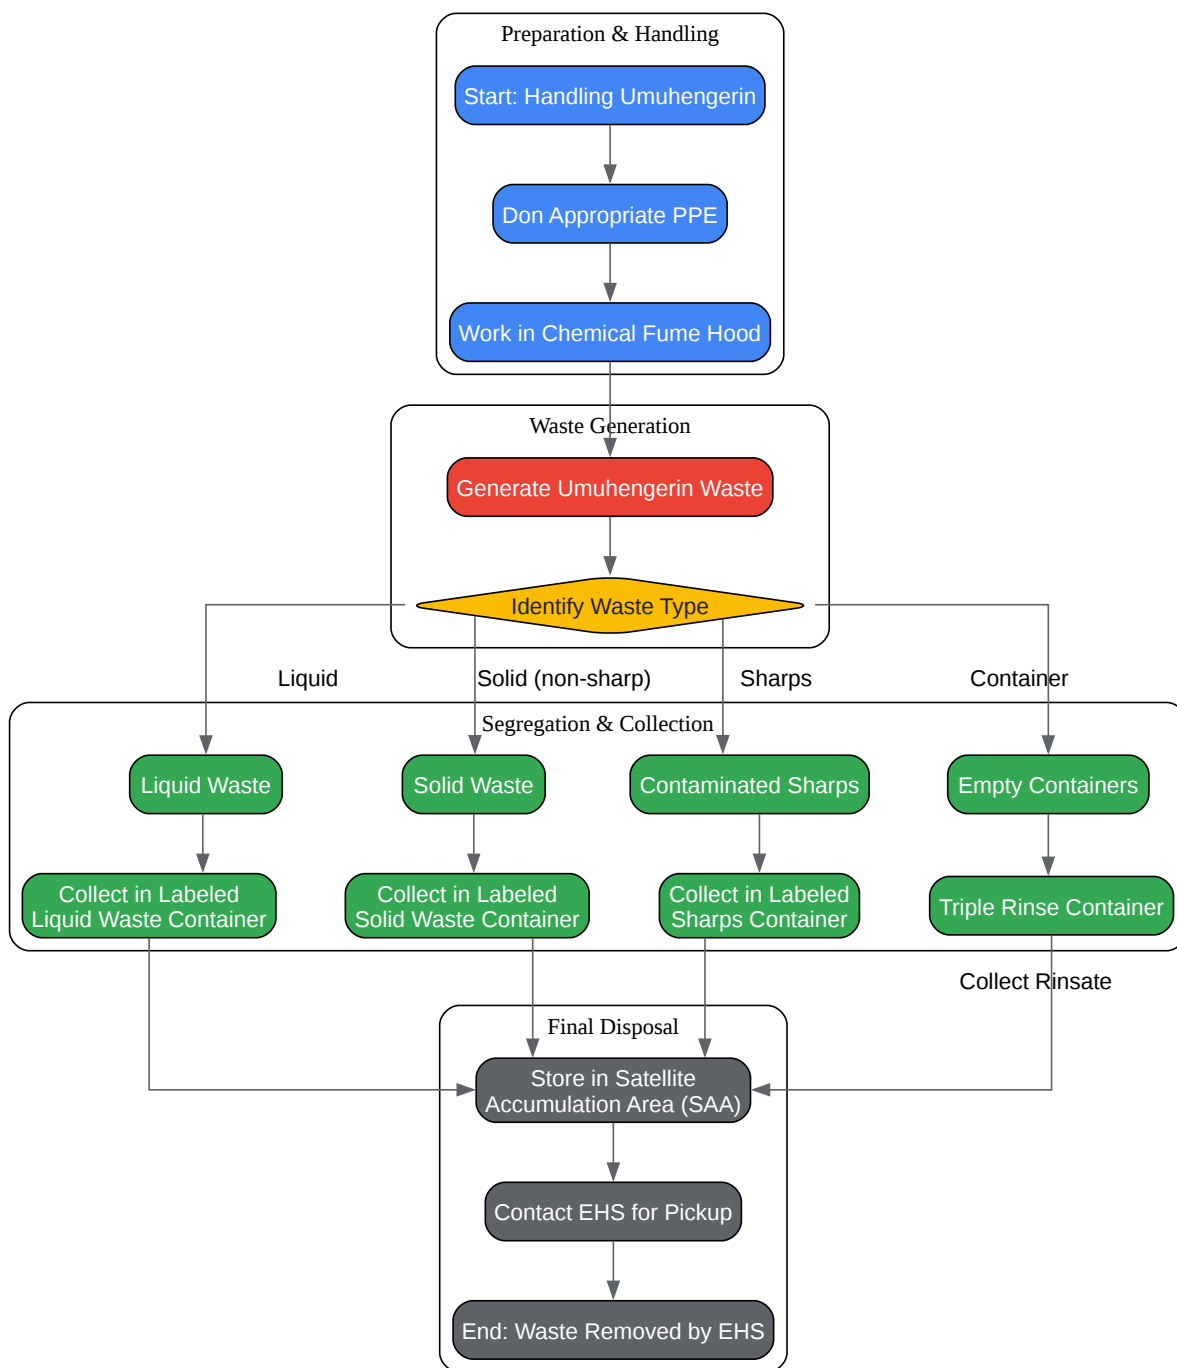 Preparation & Handling
Start: Handling Umuhengerin
Don Appropriate PPE
Work in Chemical Fume Hood
Waste Generation
Generate Umuhengerin Waste
Identify Waste Type
Liquid
Solid (non-sharp)
Sharps
Container
Segregation & Collection
Liquid Waste
Solid Waste
Contaminated Sharps
Empty Containers
Collect in Labeled
Liquid Waste Container
Collect in Labeled
Solid Waste Container
Collect in Labeled
Sharps Container
Triple Rinse Container
Collect Rinsate
Final Disposal
Store in Satellite
Accumulation Area (SAA)
Contact EHS for Pickup
End: Waste Removed by EHS